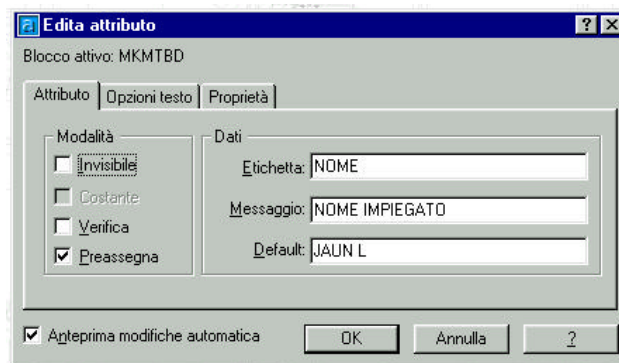 Edita attributo
Blocco attivo: MKMTBD
Attributo Opzioni testo Proprietà
Modalità
Invisibile
Costante
Verifica
Preassegna
Dati
Etichetta: NOME
Messaggio: NOME IMPIEGATO
Default: JAUN L
Anteprima modifiche automatica
OK Annulla ?